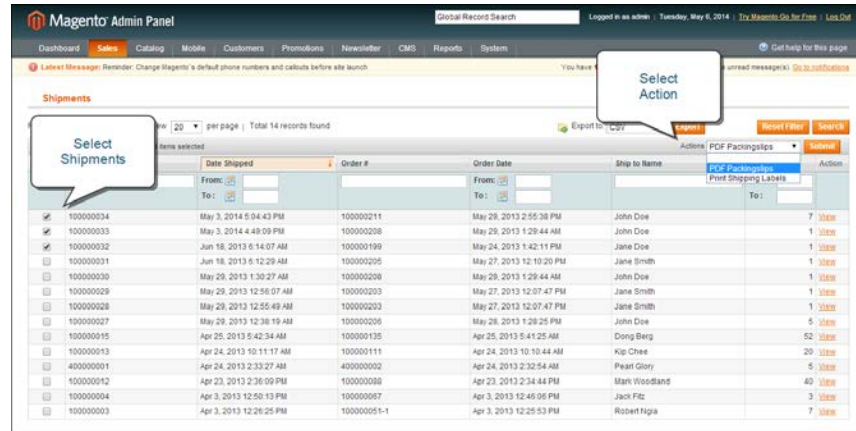 Magento Admin Panel
Global Record Search
Logged in as admin | Tuesday, May 6, 2014 | Try Magento Go for Free | Log Out
Dashboard Sales Catalog Mobile Customers Promotions Newsletter CMS Reports System Get help for this page
Latest Message: Reminder: Change Magento's default phone numbers and callouts before site launch You have unread message(s). Go to notifications
Select Action
Shipments
20 per page | Total 14 records found Export to CSV Export Reset Filter Search
Select Shipments
items selected Actions PDF Packingslips Submit
Date Shipped Order # Order Date Ship to Name Action
PDF Packingslips
Print Shipping Labels
From: From:
To: To: To:
100000034 May 3, 2014 5:04:43 PM 100000211 May 29, 2013 2:55:38 PM John Doe 7 View
100000033 May 3, 2014 4:49:09 PM 100000208 May 29, 2013 1:29:44 AM John Doe 1 View
100000032 Jun 18, 2013 6:14:07 AM 100000199 May 24, 2013 1:42:11 PM Jane Doe 1 View
100000031 Jun 18, 2013 6:12:29 AM 100000205 May 27, 2013 12:10:20 PM Jane Smith 1 View
100000030 May 29, 2013 1:30:27 AM 100000208 May 29, 2013 1:29:44 AM John Doe 1 View
100000029 May 29, 2013 12:56:07 AM 100000203 May 27, 2013 12:07:47 PM Jane Smith 1 View
100000028 May 29, 2013 12:55:49 AM 100000203 May 27, 2013 12:07:47 PM Jane Smith 1 View
100000027 May 29, 2013 12:38:19 AM 100000206 May 28, 2013 1:28:25 PM John Doe 5 View
100000015 Apr 25, 2013 5:42:34 AM 100000135 Apr 25, 2013 5:41:25 AM Dong Berg 52 View
100000013 Apr 24, 2013 10:11:17 AM 100000111 Apr 24, 2013 10:10:44 AM Kip Chee 20 View
400000001 Apr 24, 2013 2:33:27 AM 400000002 Apr 24, 2013 2:32:54 AM Pearl Glory 5 View
100000012 Apr 23, 2013 2:36:09 PM 100000088 Apr 23, 2013 2:34:44 PM Mark Woodland 40 View
100000004 Apr 3, 2013 12:50:13 PM 100000067 Apr 3, 2013 12:46:06 PM Jack Fitz 3 View
100000003 Apr 3, 2013 12:26:25 PM 100000051-1 Apr 3, 2013 12:25:53 PM Robert Ngia 7 View